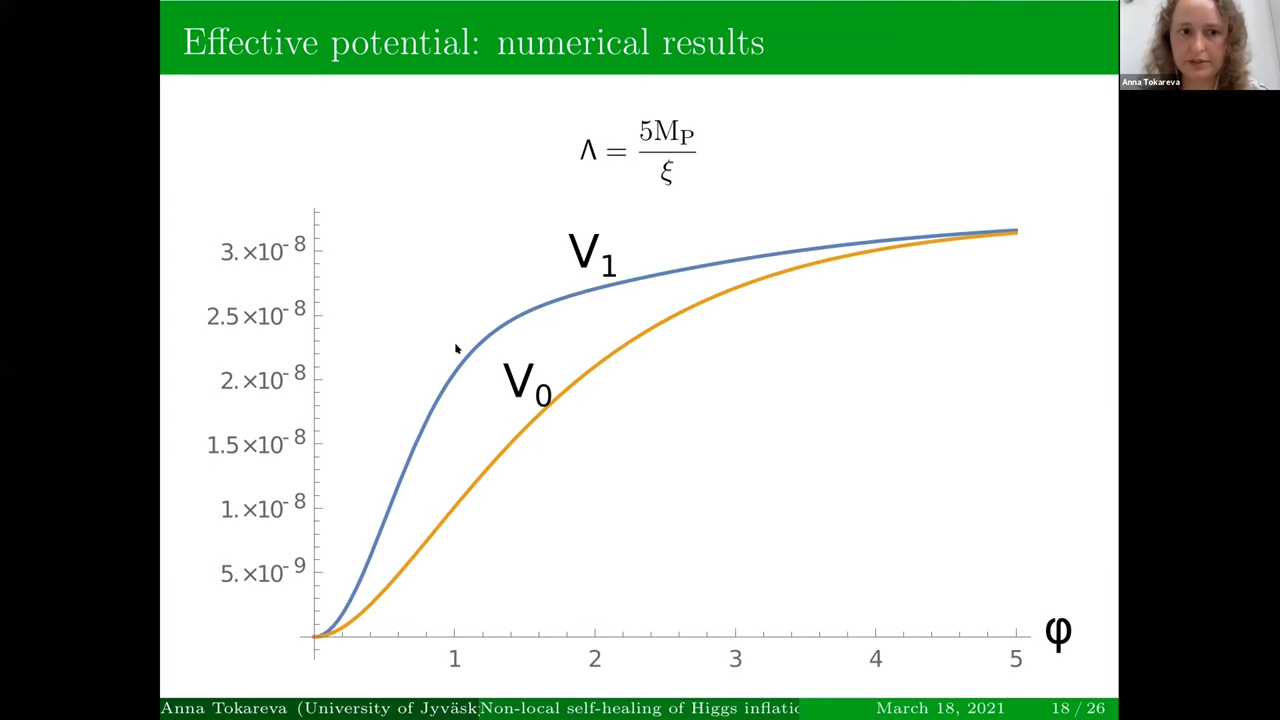 Effective potential: numerical results
Anna Tokareva
Λ = 5M_P / ξ
3.×10^-8
2.5×10^-8
2.×10^-8
1.5×10^-8
1.×10^-8
5.×10^-9
V_1
V_0
φ
1 2 3 4 5
Anna Tokareva (University of Jyväsk Non-local self-healing of Higgs inflatio March 18, 2021 18 / 26